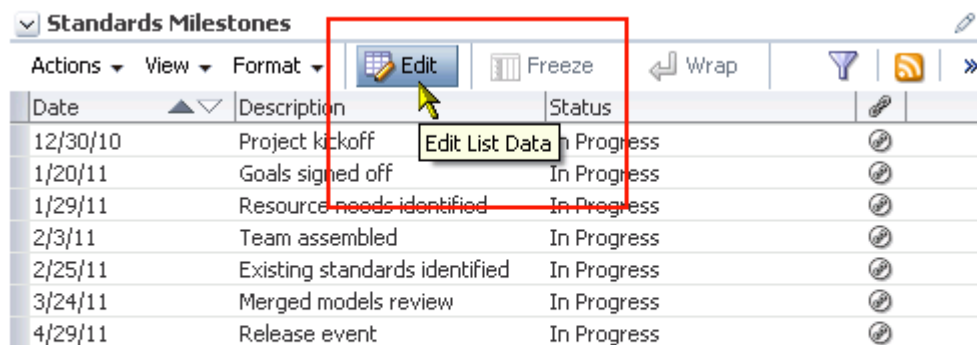 Standards Milestones
Actions View Format Edit Freeze Wrap
Date Description Status
12/30/10 Project kickoff In Progress
Edit List Data
1/20/11 Goals signed off In Progress
1/29/11 Resource needs identified In Progress
2/3/11 Team assembled In Progress
2/25/11 Existing standards identified In Progress
3/24/11 Merged models review In Progress
4/29/11 Release event In Progress